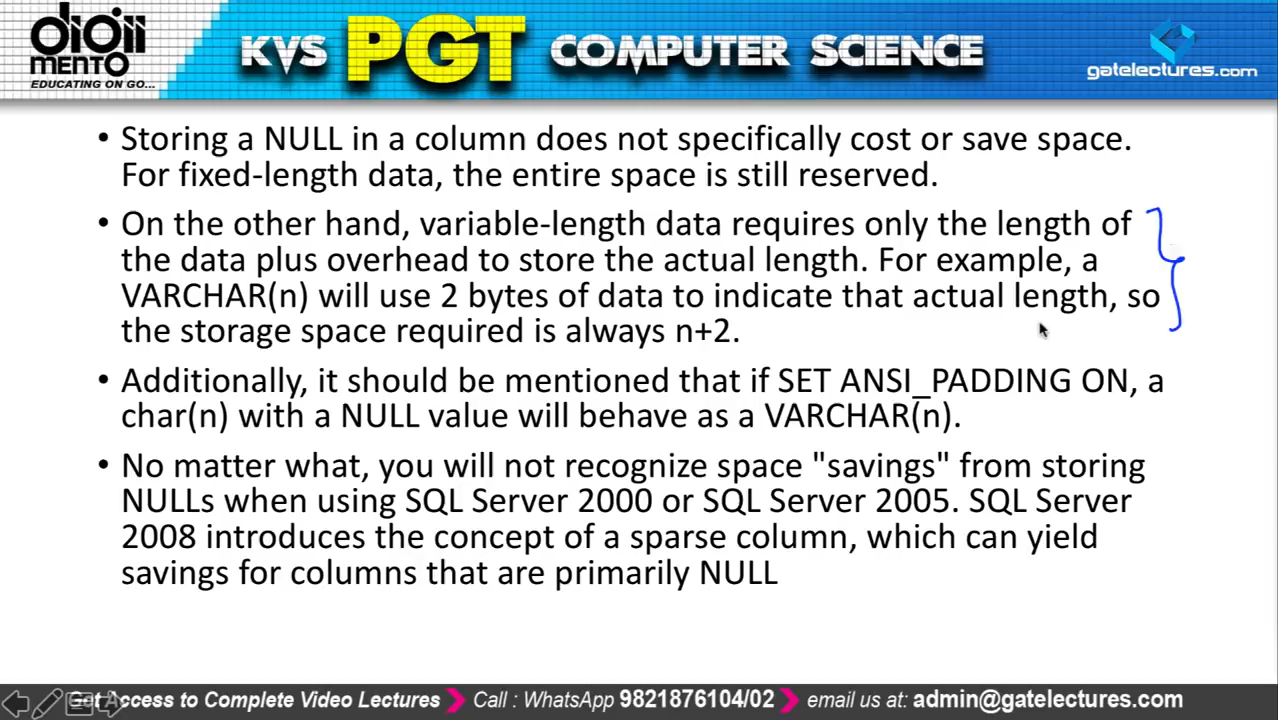 digii
MENTO
EDUCATING ON GO...
KVS PGT COMPUTER SCIENCE
gatelectures.com
• Storing a NULL in a column does not specifically cost or save space.
For fixed-length data, the entire space is still reserved.
• On the other hand, variable-length data requires only the length of
the data plus overhead to store the actual length. For example, a
VARCHAR(n) will use 2 bytes of data to indicate that actual length, so
the storage space required is always n+2.
• Additionally, it should be mentioned that if SET ANSI_PADDING ON, a
char(n) with a NULL value will behave as a VARCHAR(n).
• No matter what, you will not recognize space "savings" from storing
NULLs when using SQL Server 2000 or SQL Server 2005. SQL Server
2008 introduces the concept of a sparse column, which can yield
savings for columns that are primarily NULL
Get Access to Complete Video Lectures Call : WhatsApp 9821876104/02 email us at: admin@gatelectures.com